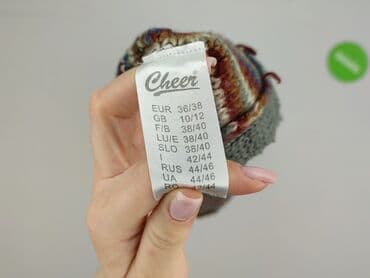 Cheer®
EUR 36/38
GB 10/12
F/B 38/40
LU/E 38/40
SLO 38/40
I 42/44
RUS 44/46
UA 44/46